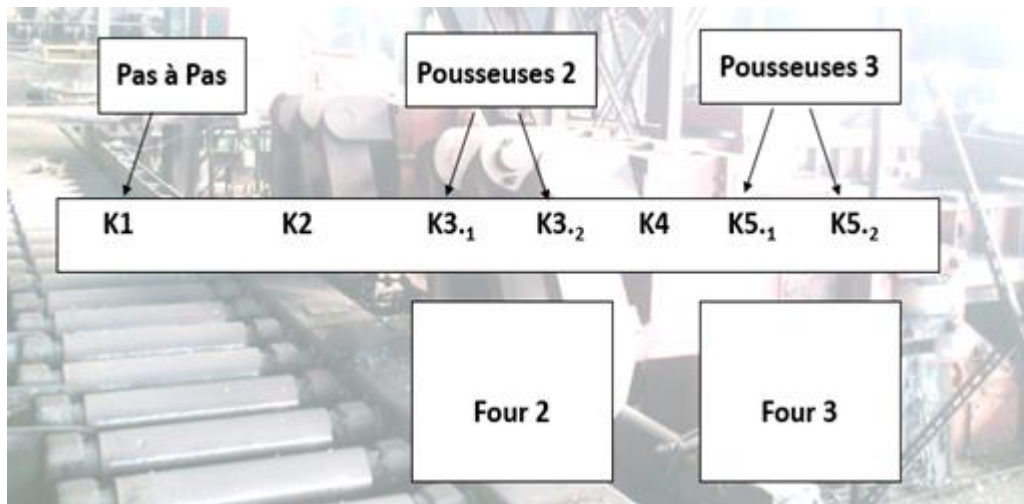 Pas à Pas
Pousseuses 2
Pousseuses 3
K1 K2 K3.₁ K3.₂ K4 K5.₁ K5.₂
Four 2
Four 3